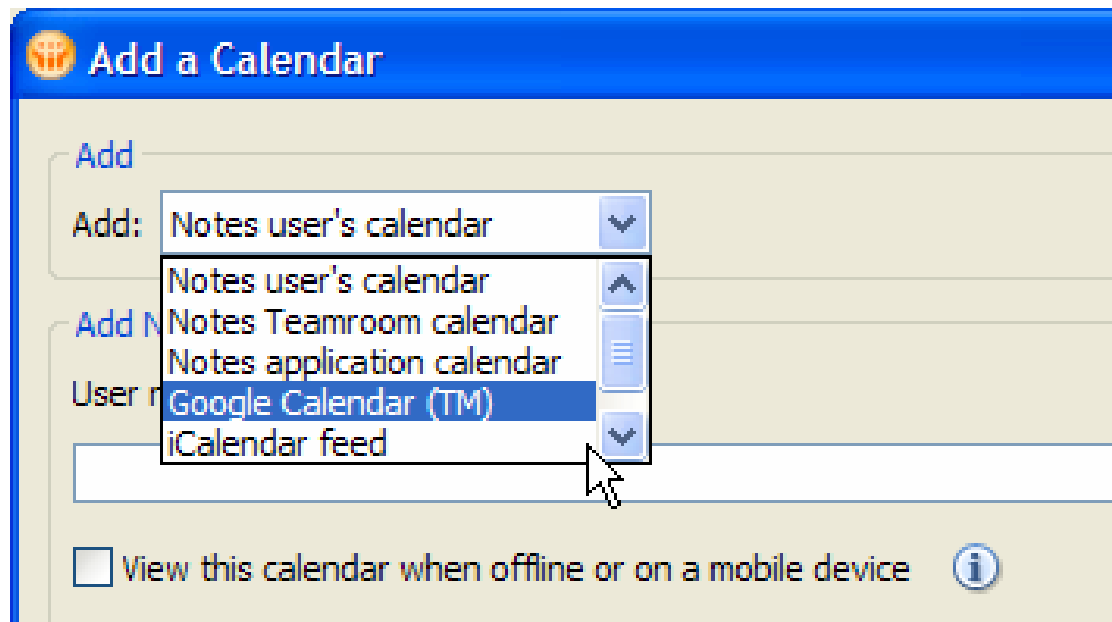 Add a Calendar
Add
Add: Notes user's calendar
Notes user's calendar
Notes Teamroom calendar
Add N
Notes application calendar
User
Google Calendar (TM)
iCalendar feed
View this calendar when offline or on a mobile device